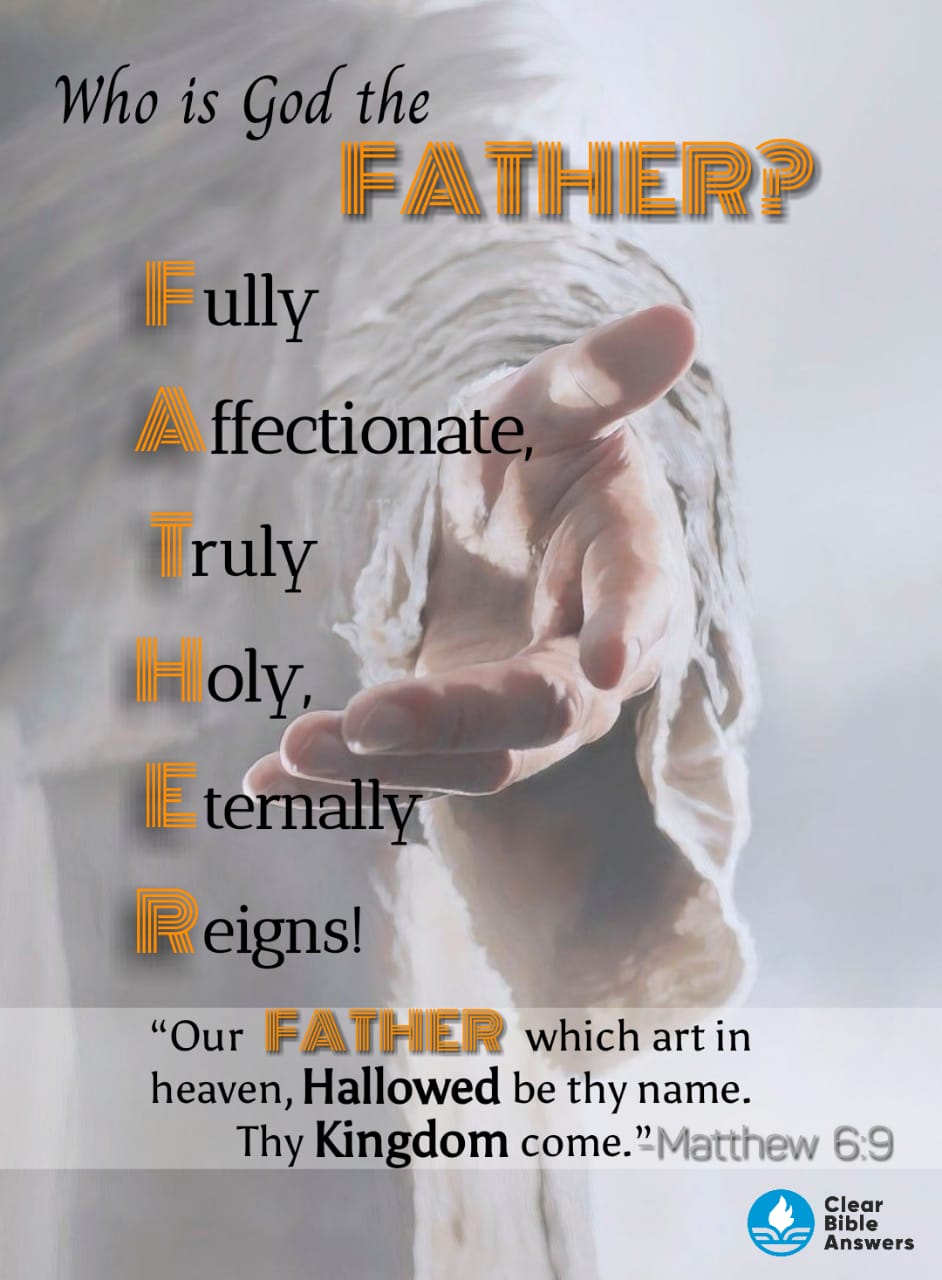 Who is God the
FATHER?
Fully
Affectionate,
Truly
Holy,
Eternally
Reigns!
“Our FATHER which art in
heaven, Hallowed be thy name.
Thy Kingdom come.”-Matthew 6:9
Clear
Bible
Answers